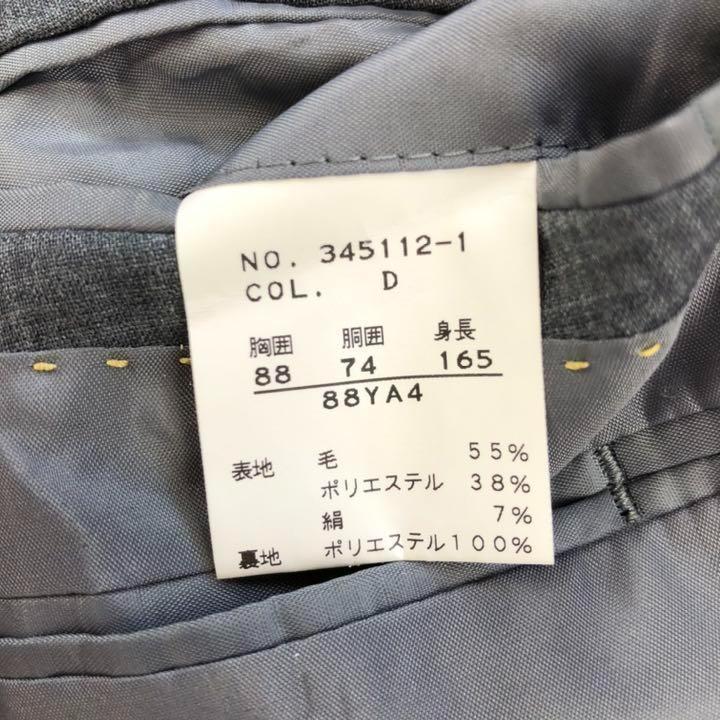 NO. 345112-1
COL. D
胸囲 胴囲 身長
88 74 165
88YA4
表地 毛 55%
ポリエステル 38%
絹 7%
裏地 ポリエステル100%